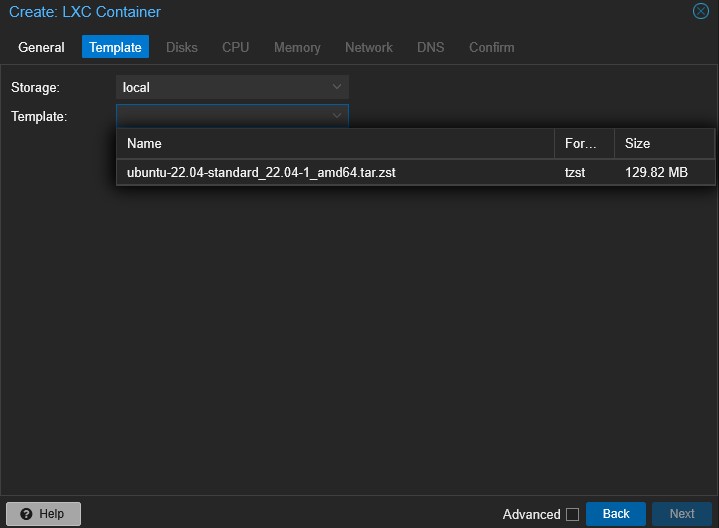 Create: LXC Container
General Template Disks CPU Memory Network DNS Confirm
Storage: local
Template:
Name For... Size
ubuntu-22.04-standard_22.04-1_amd64.tar.zst tzst 129.82 MB
Help Advanced Back Next